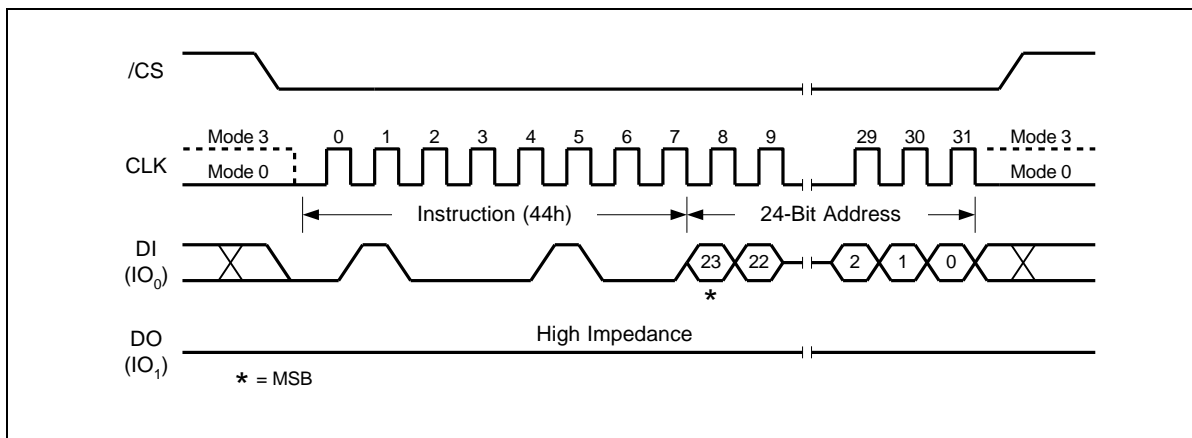 /CS
Mode 3 0 1 2 3 4 5 6 7 8 9 29 30 31 Mode 3
CLK
Mode 0 Mode 0
Instruction (44h) 24-Bit Address
DI
(IO0)
23 22 2 1 0
*
High Impedance
DO
(IO1)
* = MSB